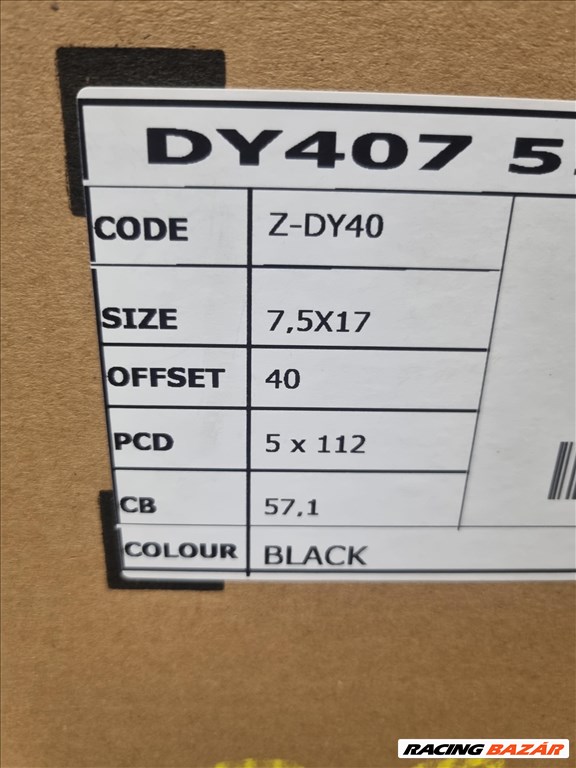 DY407 5
CODE Z-DY40
SIZE 7,5X17
OFFSET 40
PCD 5 x 112
CB 57,1
COLOUR BLACK
RACING BAZÁR